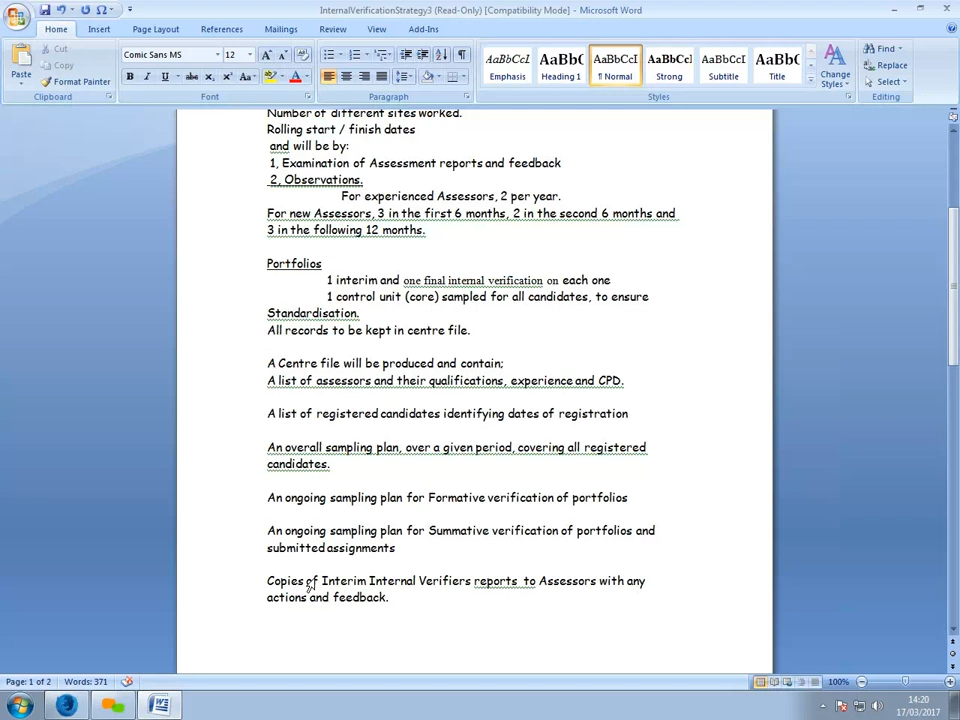 InternalVerificationStrategy3 (Read-Only) [Compatibility Mode] - Microsoft Word
Home Insert Page Layout References Mailings Review View Add-Ins
Paste Cut Copy Format Painter
Clipboard
Comic Sans MS 12
B I U abc x₂ x² Aa
Font
Paragraph
AaBbCcI AaBbC AaBbCcI AaBbCcI AaBbCcI AaBbC
Emphasis Heading 1 ¶ Normal Strong Subtitle Title
Change Styles
Styles
Find
Replace
Select
Editing
Number of different sites worked.
Rolling start / finish dates
and will be by:
1, Examination of Assessment reports and feedback
2, Observations.
For experienced Assessors, 2 per year.
For new Assessors, 3 in the first 6 months, 2 in the second 6 months and
3 in the following 12 months.
Portfolios
1 interim and one final internal verification on each one
1 control unit (core) sampled for all candidates, to ensure
Standardisation.
All records to be kept in centre file.
A Centre file will be produced and contain;
A list of assessors and their qualifications, experience and CPD.
A list of registered candidates identifying dates of registration
An overall sampling plan, over a given period, covering all registered
candidates.
An ongoing sampling plan for Formative verification of portfolios
An ongoing sampling plan for Summative verification of portfolios and
submitted assignments
Copies of Interim Internal Verifiers reports to Assessors with any
actions and feedback.
Page: 1 of 2 Words: 371 100%
14:20
17/03/2017